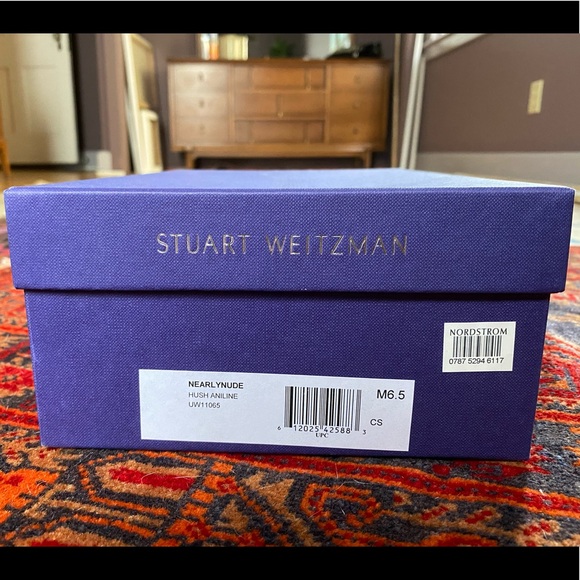 STUART WEITZMAN
NORDSTROM
0787 5294 6117
NEARLYNUDE
HUSH ANILINE
UW11065
M6.5
CS
6 12025 42588 3
UPC